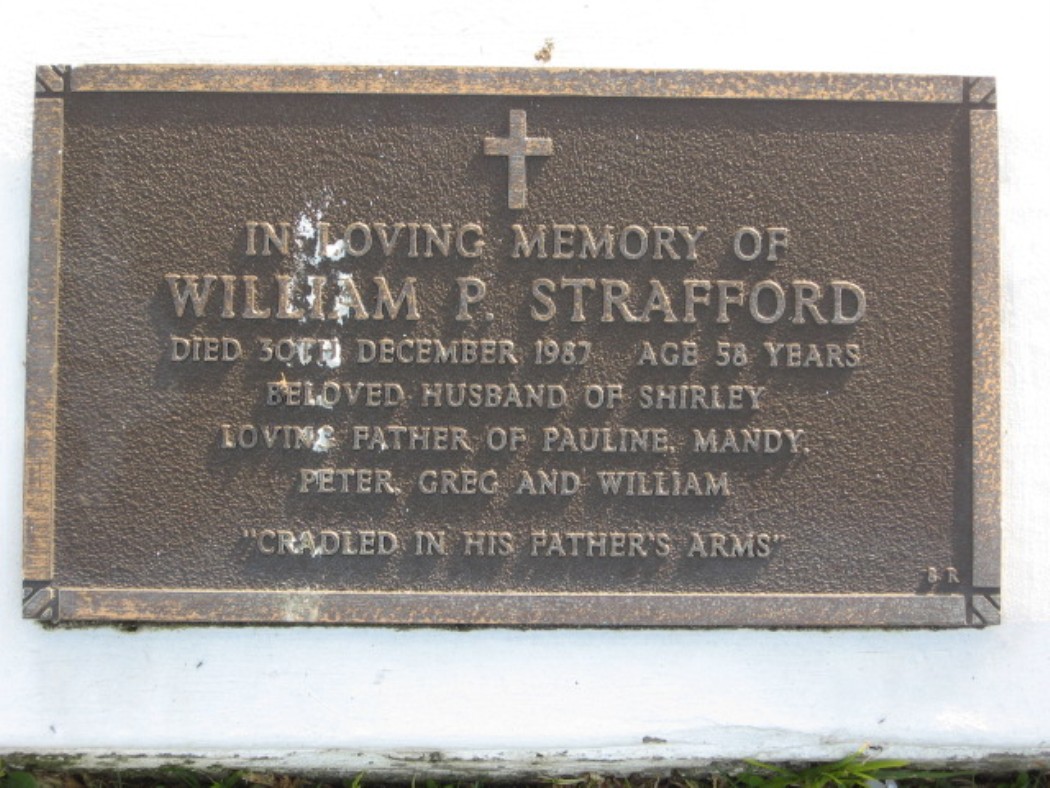 IN LOVING MEMORY OF
WILLIAM P. STRAFFORD
DIED 30TH DECEMBER 1987 AGE 58 YEARS
BELOVED HUSBAND OF SHIRLEY
LOVING FATHER OF PAULINE, MANDY,
PETER, GREG AND WILLIAM
"CRADLED IN HIS FATHER'S ARMS"
B R